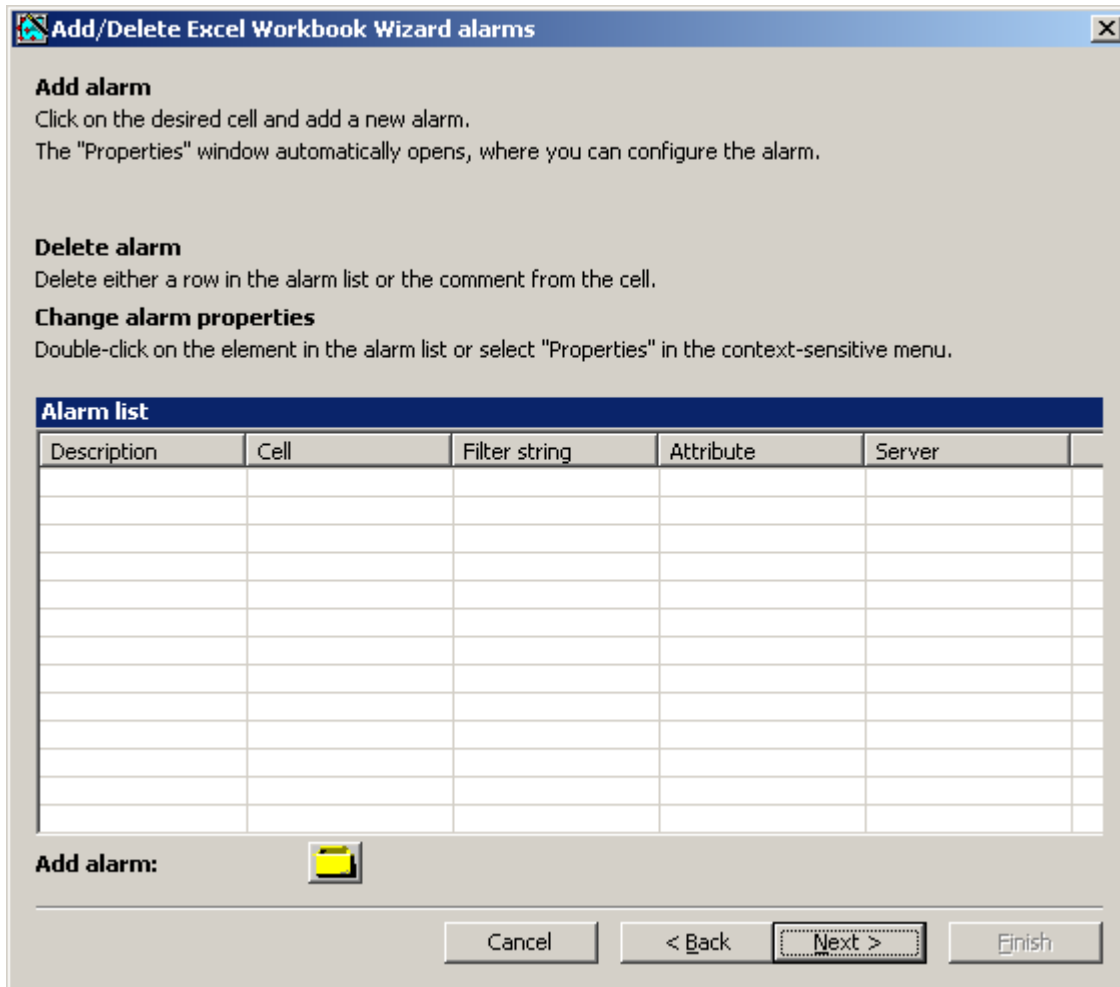 Add/Delete Excel Workbook Wizard alarms
Add alarm
Click on the desired cell and add a new alarm.
The "Properties" window automatically opens, where you can configure the alarm.
Delete alarm
Delete either a row in the alarm list or the comment from the cell.
Change alarm properties
Double-click on the element in the alarm list or select "Properties" in the context-sensitive menu.
Alarm list
Description Cell Filter string Attribute Server
Add alarm:
Cancel < Back Next > Finish